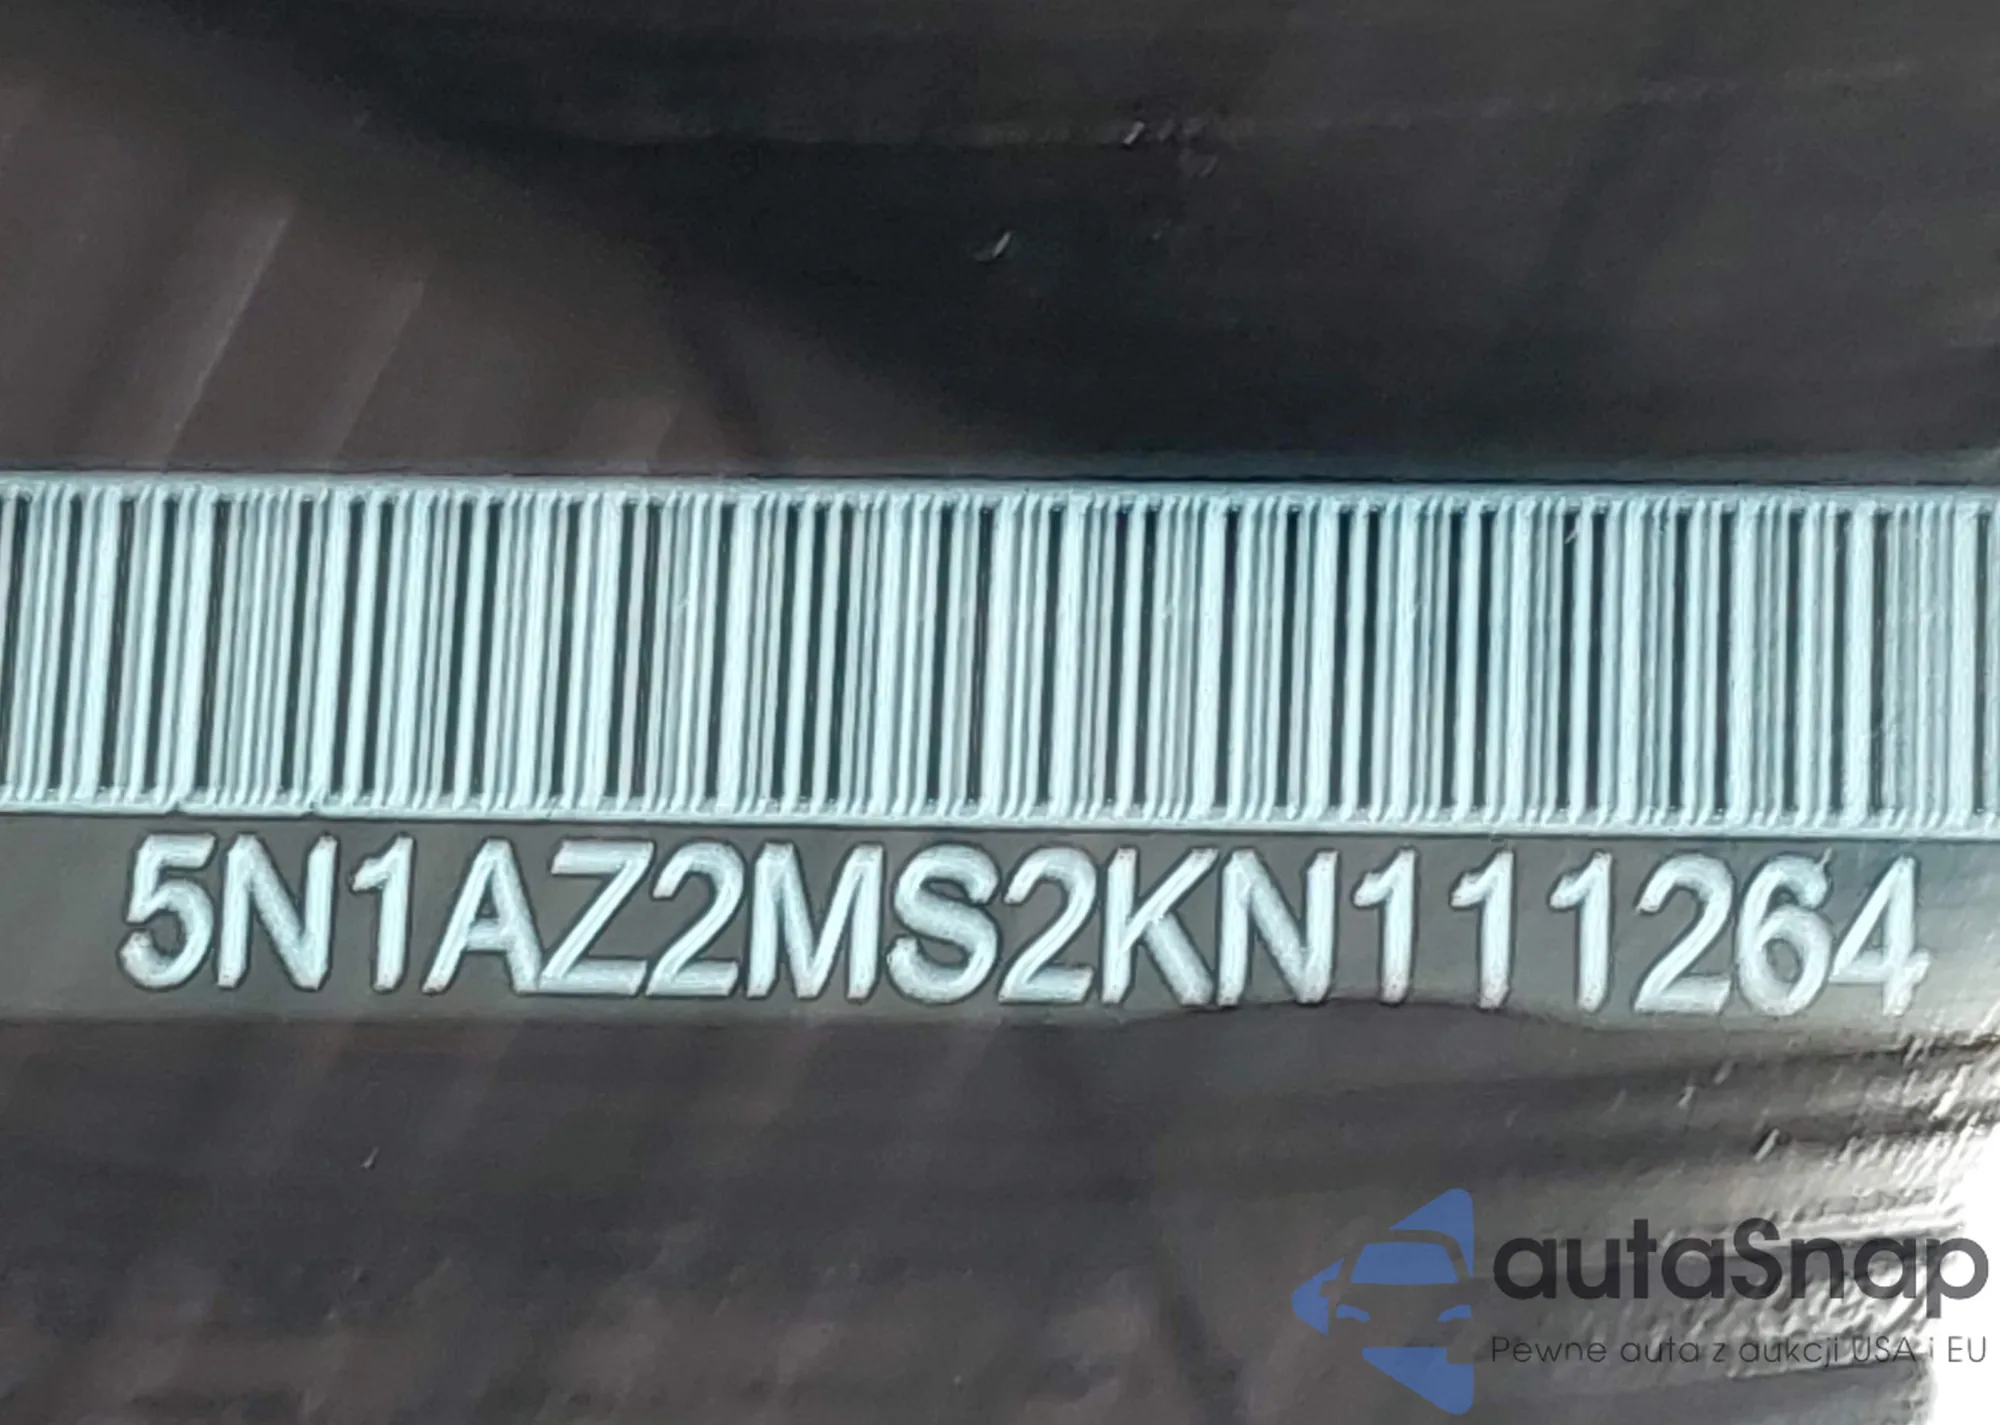 5N1AZ2MS2KN111264
autaSnap
Pewne auta z aukcji USA i EU